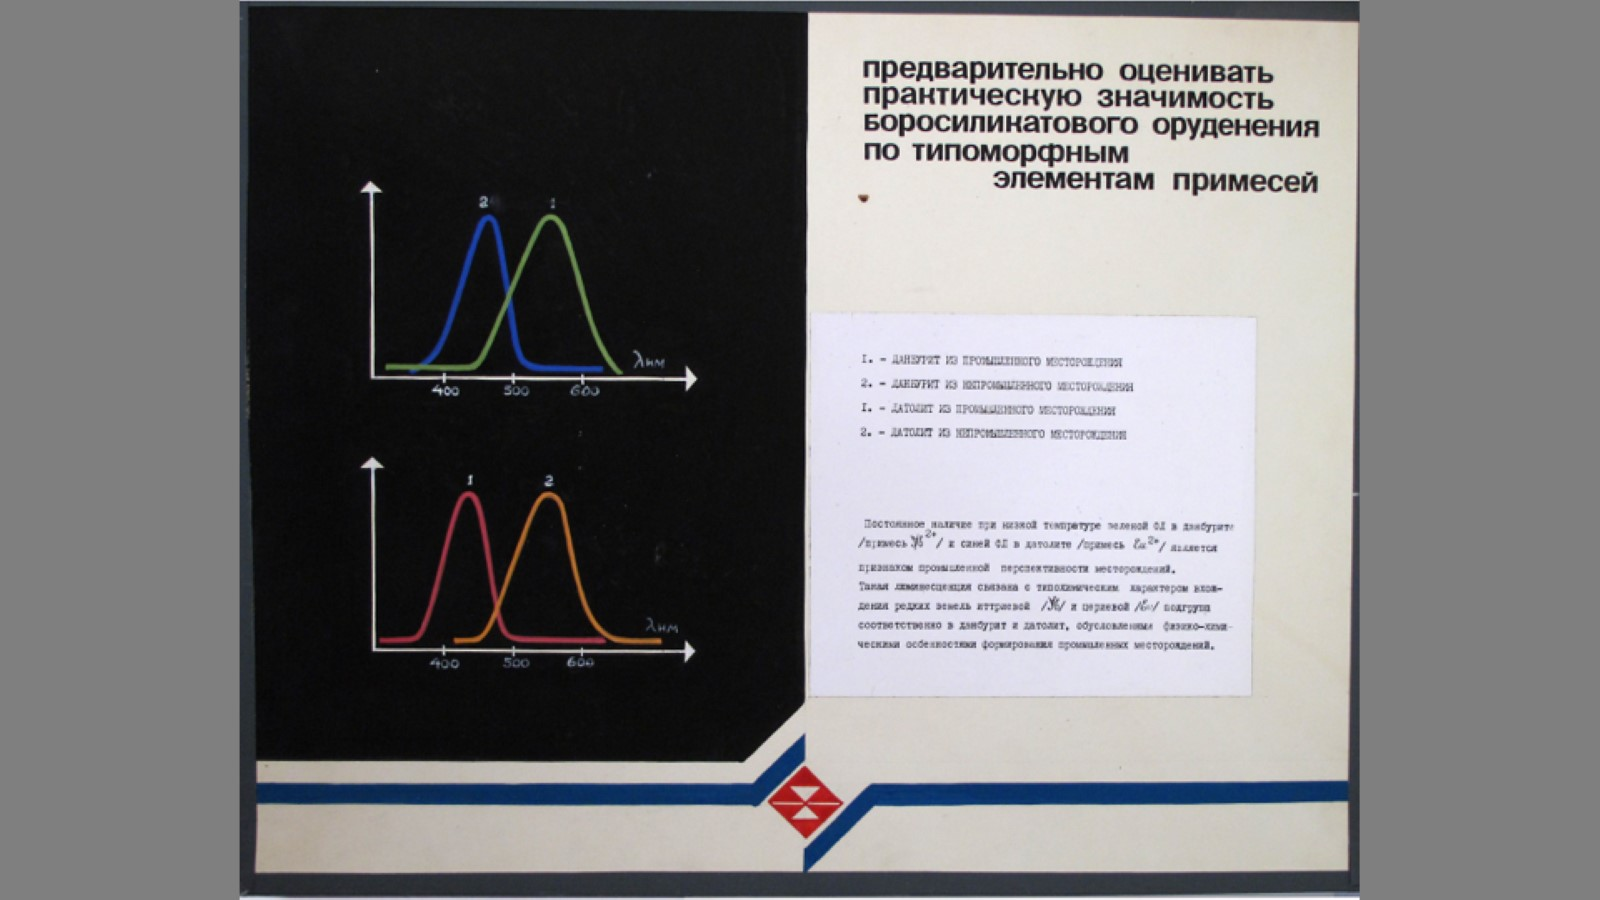 предварительно оценивать
практическую значимость
боросиликатового оруденения
по типоморфным
элементам примесей
2 1
λнм
400 500 600
1 2
λнм
400 500 600
I. - ДАНБУРИТ ИЗ ПРОМЫШЛЕННОГО МЕСТОРОЖДЕНИЯ
2. - ДАНБУРИТ ИЗ НЕПРОМЫШЛЕННОГО МЕСТОРОЖДЕНИЯ
I. - ДАТОЛИТ ИЗ ПРОМЫШЛЕННОГО МЕСТОРОЖДЕНИЯ
2. - ДАТОЛИТ ИЗ НЕПРОМЫШЛЕННОГО МЕСТОРОЖДЕНИЯ
Постоянное наличие при низкой температуре зеленой ФЛ в данбурите
/примесь Yb²⁺/ и синей ФЛ в датолите /примесь Eu²⁺/ является
признаком промышленной перспективности месторождений.
Такая люминесценция связана с типохимическим характером вхож-
дения редких земель иттриевой /Yb/ и цериевой /Eu/ подгрупп
соответственно в данбурит и датолит, обусловленным физико-хими-
ческими особенностями формирования промышленных месторождений.